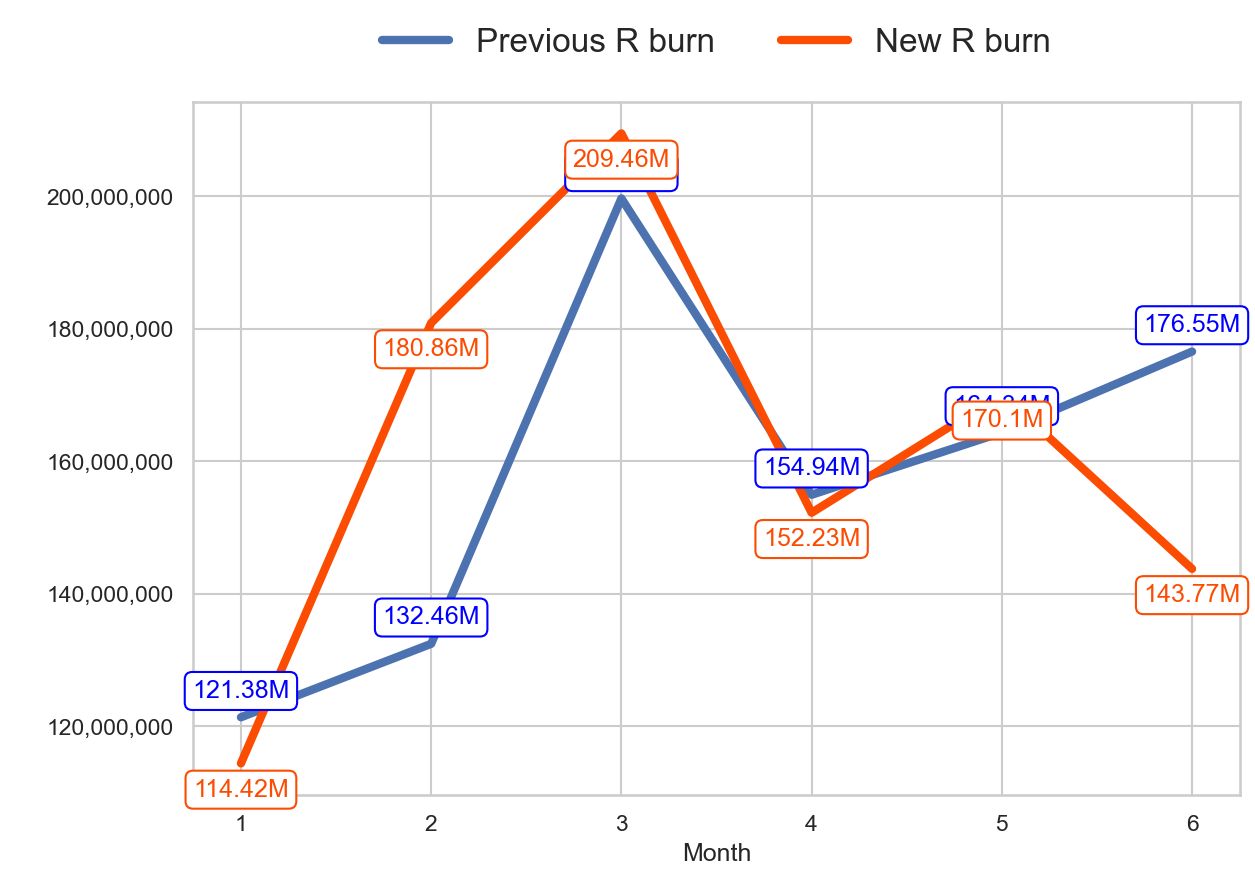 Previous R burn New R burn
209.46M
200,000,000
176.55M
180,000,000
180.86M
170.1M
160,000,000
154.94M
152.23M
143.77M
140,000,000
132.46M
121.38M
120,000,000
114.42M
1 2 3 4 5 6
Month